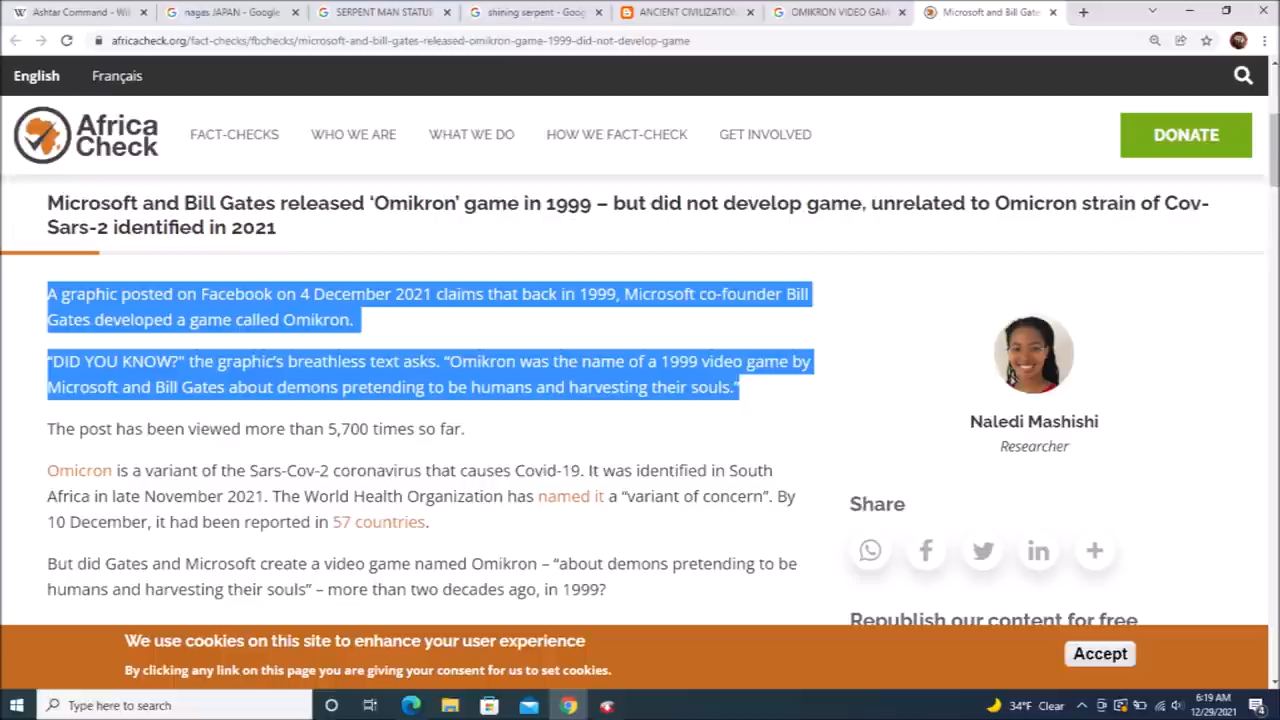 Ashtar Command - Wi
nages JAPAN - Google
SERPENT MAN STATUE
shining serpent - Goog
ANCIENT CIVILIZATION
OMIKRON VIDEO GAM
Microsoft and Bill Gate
africacheck.org/fact-checks/fbchecks/microsoft-and-bill-gates-released-omikron-game-1999-did-not-develop-game
English Français
Africa
Check
FACT-CHECKS WHO WE ARE WHAT WE DO HOW WE FACT-CHECK GET INVOLVED
DONATE
Microsoft and Bill Gates released ‘Omikron’ game in 1999 – but did not develop game, unrelated to Omicron strain of Cov-
Sars-2 identified in 2021
A graphic posted on Facebook on 4 December 2021 claims that back in 1999, Microsoft co-founder Bill
Gates developed a game called Omikron.
“DID YOU KNOW?” the graphic’s breathless text asks. “Omikron was the name of a 1999 video game by
Microsoft and Bill Gates about demons pretending to be humans and harvesting their souls.”
The post has been viewed more than 5,700 times so far.
Omicron is a variant of the Sars-Cov-2 coronavirus that causes Covid-19. It was identified in South
Africa in late November 2021. The World Health Organization has named it a “variant of concern”. By
10 December, it had been reported in 57 countries.
But did Gates and Microsoft create a video game named Omikron – “about demons pretending to be
humans and harvesting their souls” – more than two decades ago, in 1999?
Naledi Mashishi
Researcher
Share
Republish our content for free
We use cookies on this site to enhance your user experience
By clicking any link on this page you are giving your consent for us to set cookies.
Accept
Type here to search
34°F Clear
6:19 AM
12/29/2021
4